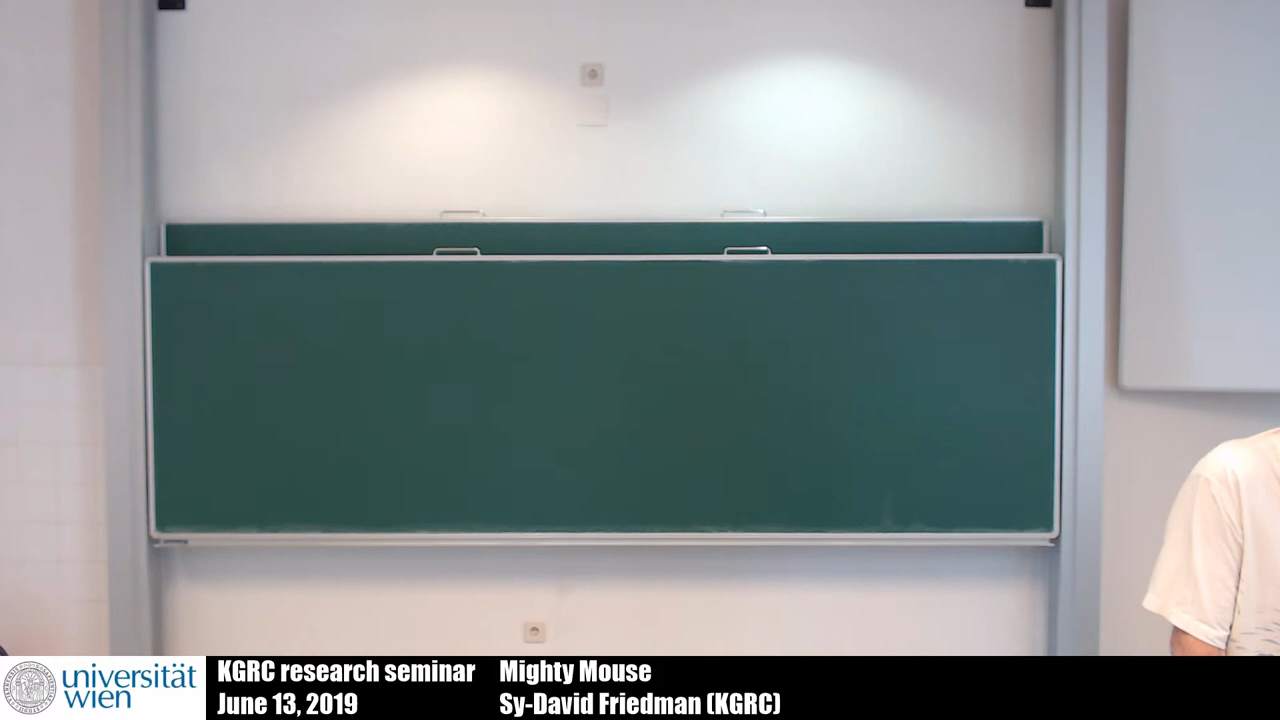 universität
wien
KGRC research seminar
June 13, 2019
Mighty Mouse
Sy-David Friedman (KGRC)